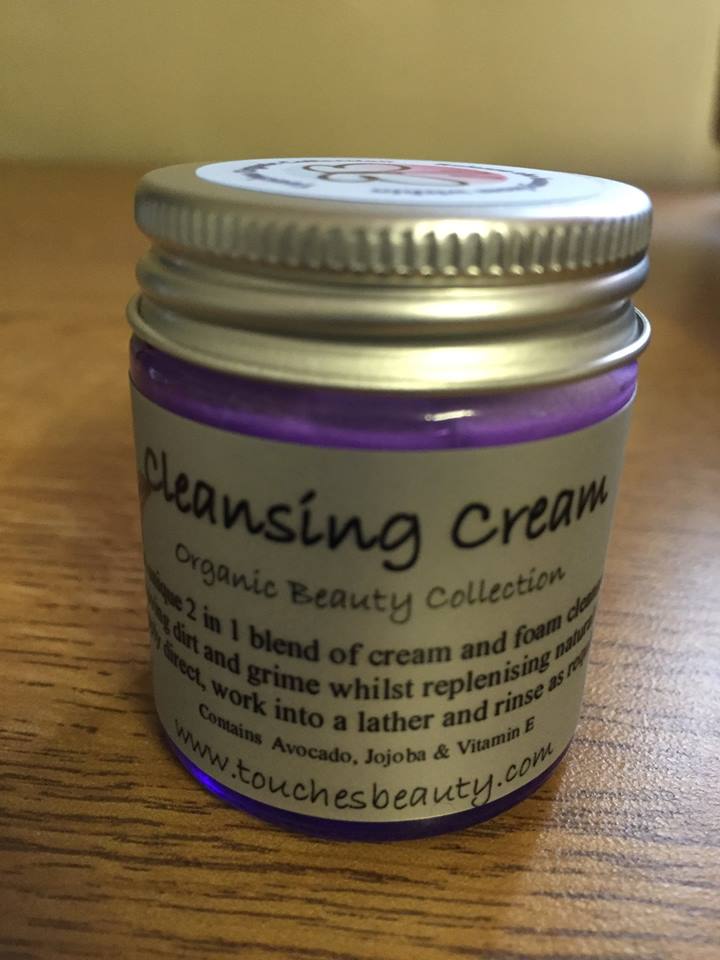 Cleansing Cream
Organic Beauty Collection
unique 2 in 1 blend of cream and foam
dirt and grime whilst replenising
direct, work into a lather and rinse as
Contains Avocado, Jojoba & Vitamin E
www.touchesbeauty.com